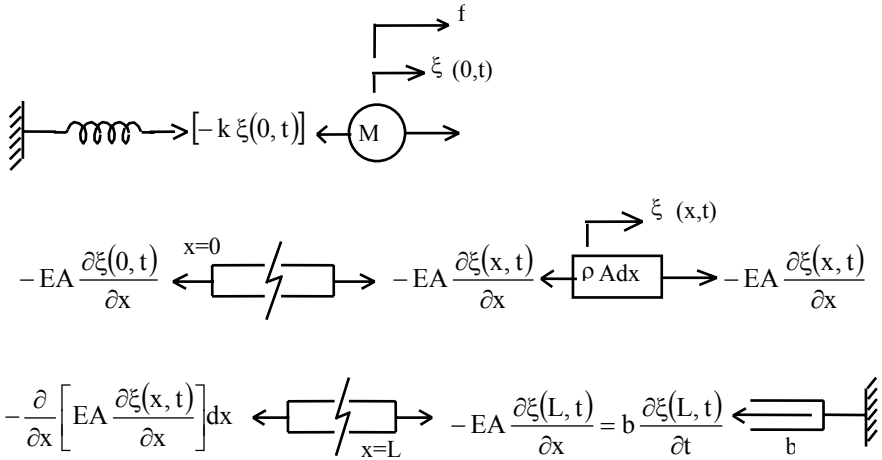 f
ξ (0,t)
[− k ξ(0, t)] M
ξ (x,t)
x=0
− EA ∂ξ(0, t)/∂x − EA ∂ξ(x, t)/∂x ρ Adx − EA ∂ξ(x, t)/∂x
− ∂/∂x [EA ∂ξ(x, t)/∂x] dx − EA ∂ξ(L, t)/∂x = b ∂ξ(L, t)/∂t
x=L b